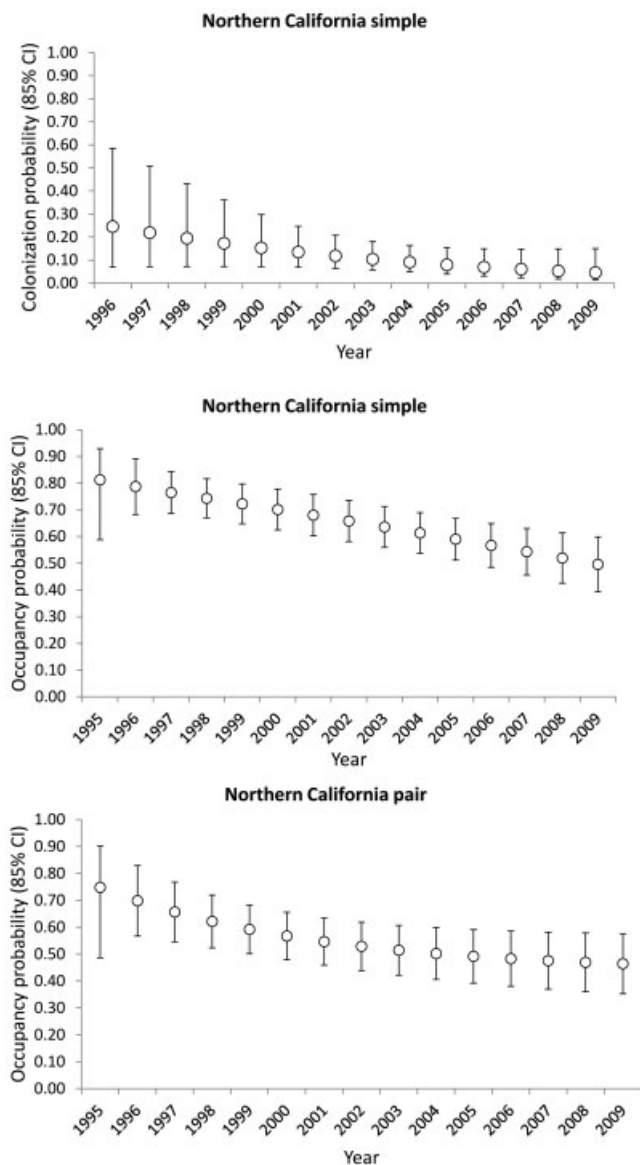 Northern California simple
Colonization probability (85% CI)
1.00
0.90
0.80
0.70
0.60
0.50
0.40
0.30
0.20
0.10
0.00
1996 1997 1998 1999 2000 2001 2002 2003 2004 2005 2006 2007 2008 2009
Year
Northern California simple
Occupancy probability (85% CI)
1.00
0.90
0.80
0.70
0.60
0.50
0.40
0.30
0.20
0.10
0.00
1995 1996 1997 1998 1999 2000 2001 2002 2003 2004 2005 2006 2007 2008 2009
Year
Northern California pair
Occupancy probability (85% CI)
1.00
0.90
0.80
0.70
0.60
0.50
0.40
0.30
0.20
0.10
0.00
1995 1996 1997 1998 1999 2000 2001 2002 2003 2004 2005 2006 2007 2008 2009
Year